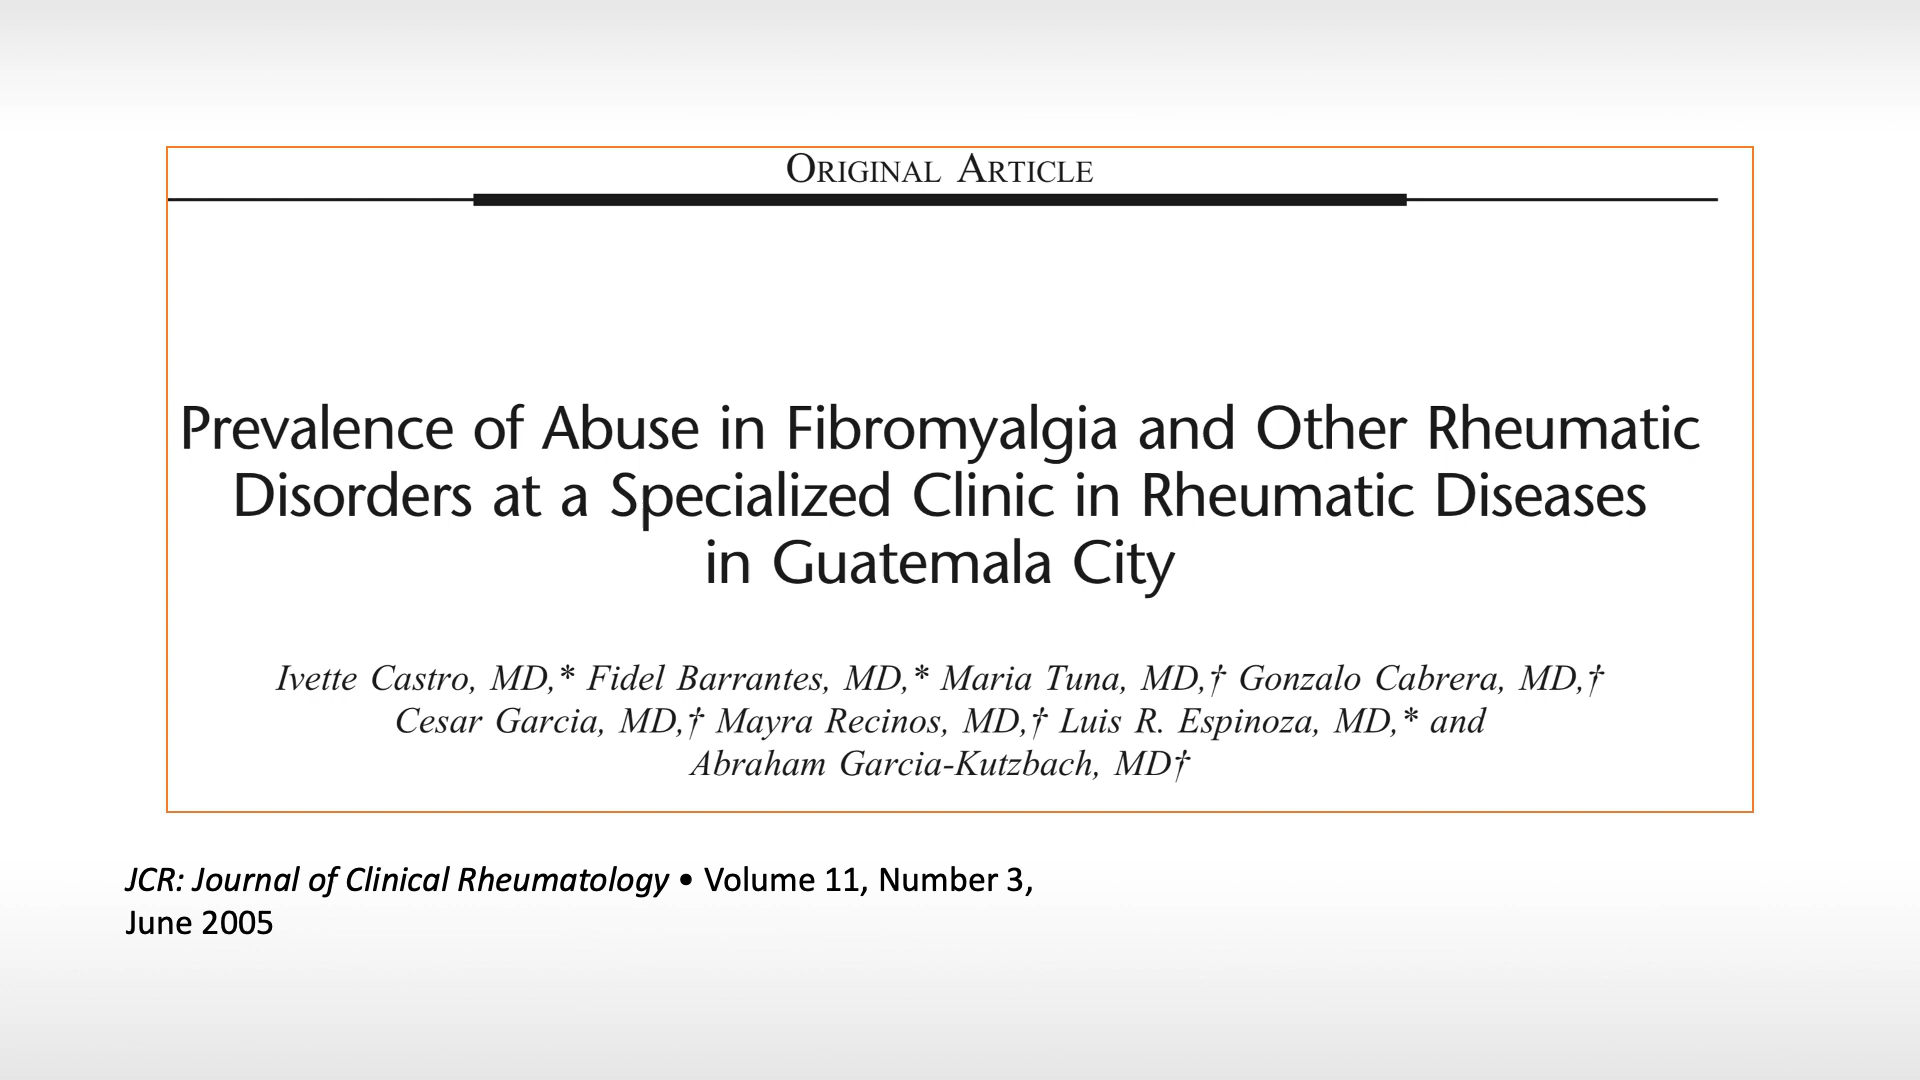 ORIGINAL ARTICLE
Prevalence of Abuse in Fibromyalgia and Other Rheumatic
Disorders at a Specialized Clinic in Rheumatic Diseases
in Guatemala City
Ivette Castro, MD,* Fidel Barrantes, MD,* Maria Tuna, MD,† Gonzalo Cabrera, MD,†
Cesar Garcia, MD,† Mayra Recinos, MD,† Luis R. Espinoza, MD,* and
Abraham Garcia-Kutzbach, MD†
JCR: Journal of Clinical Rheumatology • Volume 11, Number 3,
June 2005